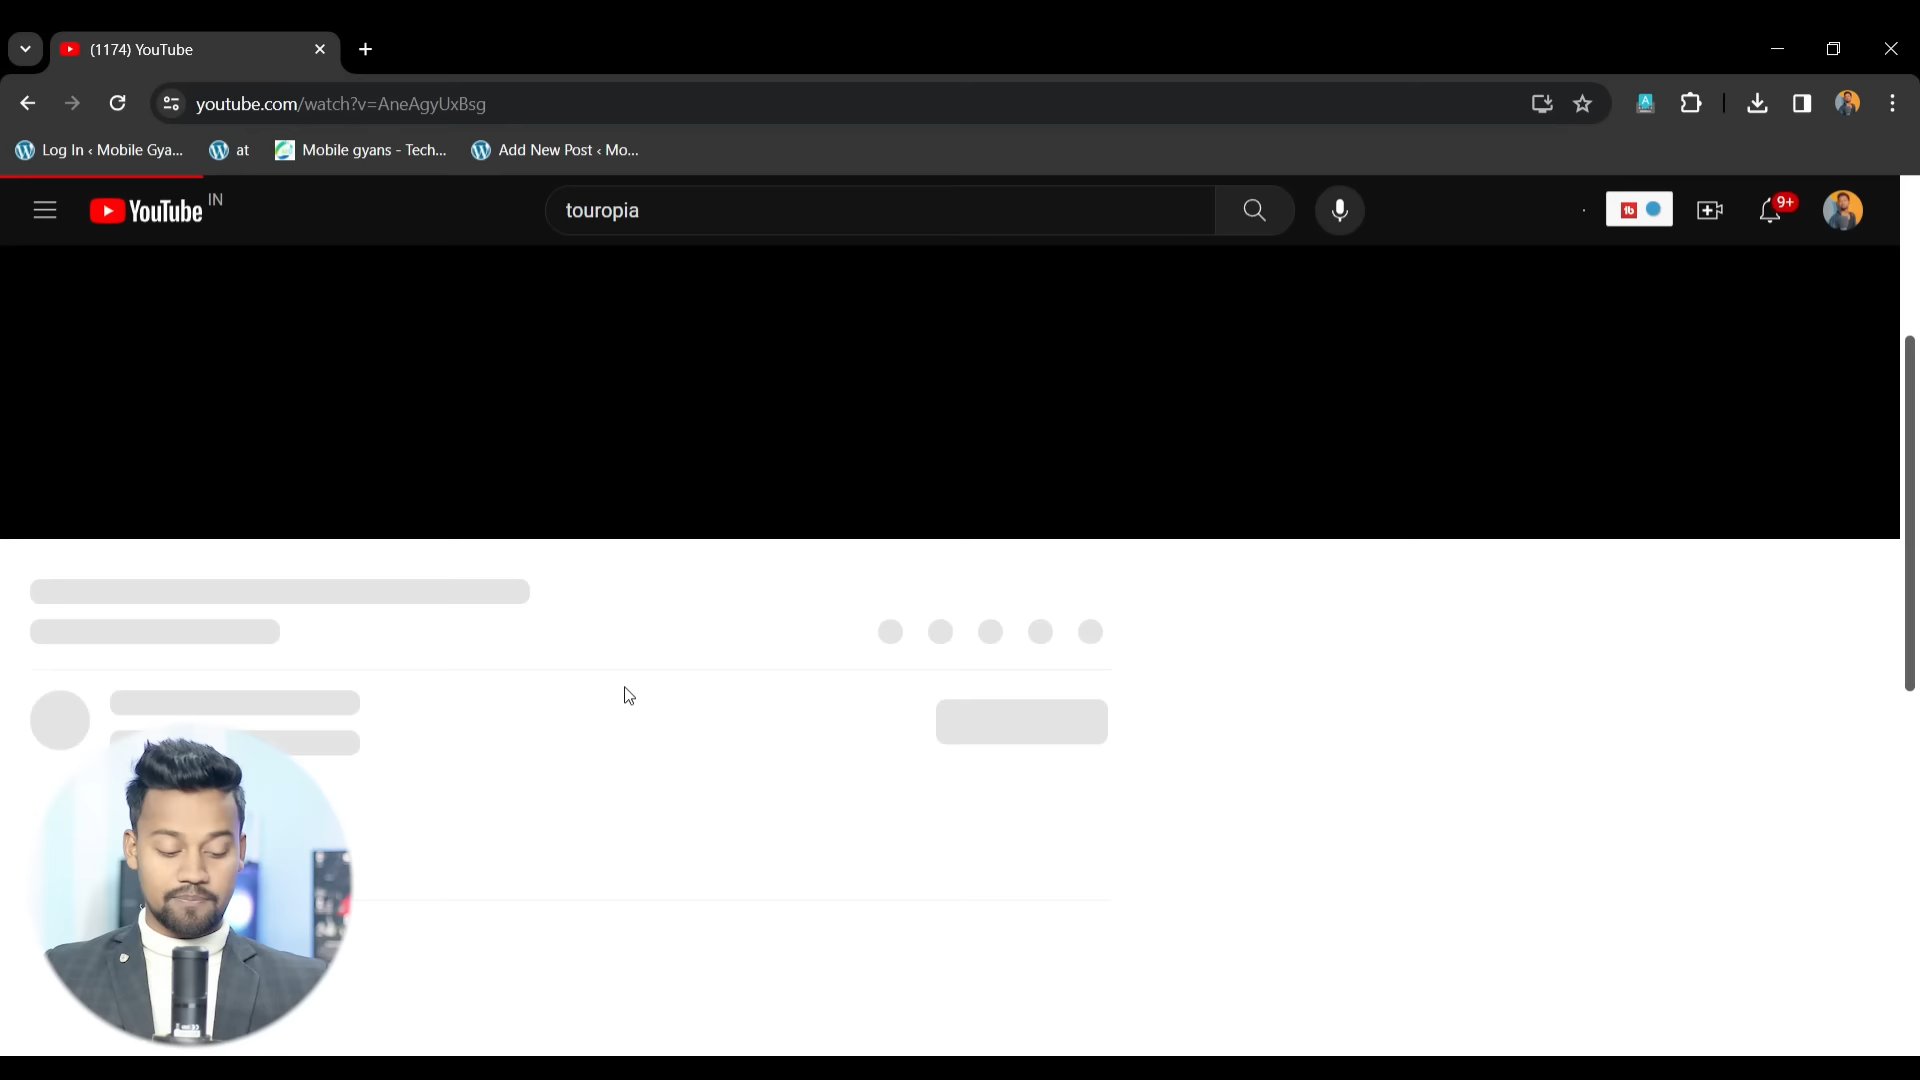 (1174) YouTube
youtube.com/watch?v=AneAgyUxBsg
Log In ‹ Mobile Gya...
at
Mobile gyans - Tech...
Add New Post ‹ Mo...
YouTube IN
touropia
9+